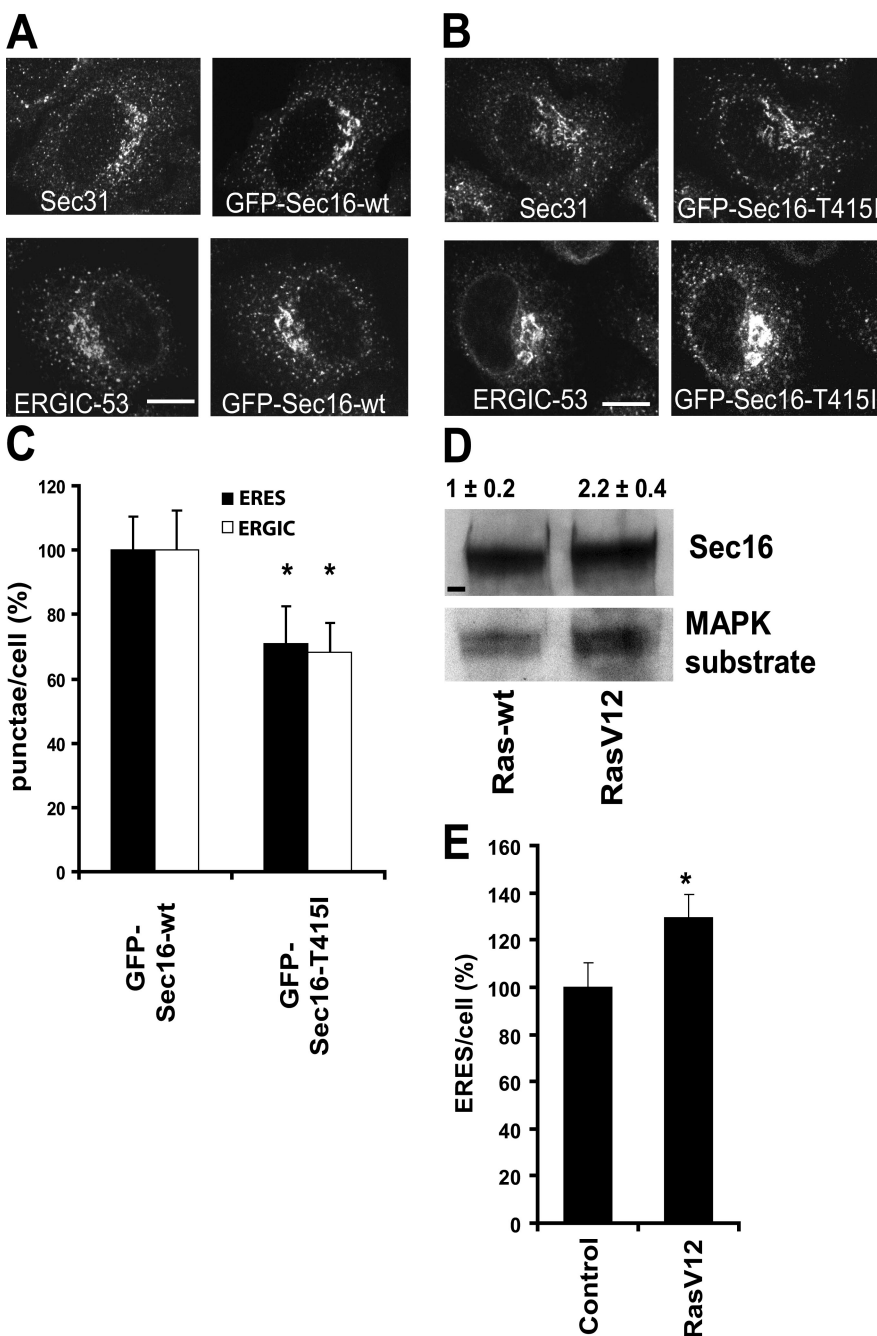 A
Sec31
GFP-Sec16-wt
ERGIC-53
GFP-Sec16-wt
B
Sec31
GFP-Sec16-T415I
ERGIC-53
GFP-Sec16-T415I
C
120
100
80
60
40
20
0
punctae/cell (%)
ERES
ERGIC
* *
GFP-
Sec16-wt
GFP-
Sec16-T415I
D
1 ± 0.2 2.2 ± 0.4
Sec16
MAPK
substrate
Ras-wt
RasV12
E
160
140
120
100
80
60
40
20
0
ERES/cell (%)
*
Control
RasV12